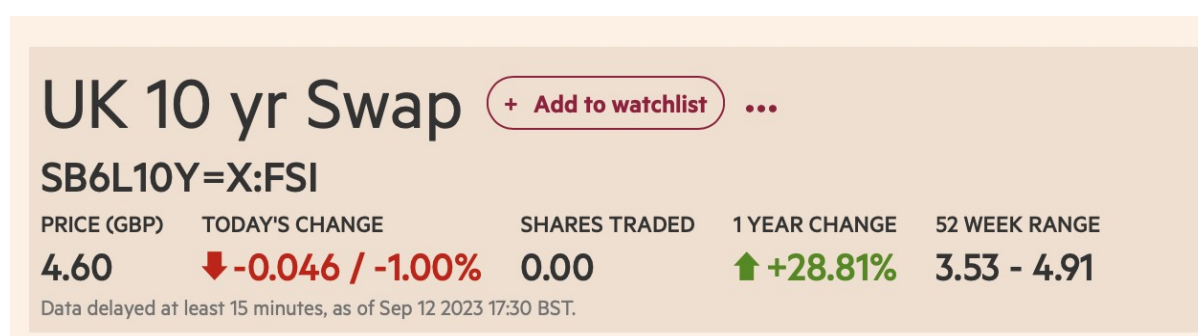 UK 10 yr Swap + Add to watchlist •••
SB6L10Y=X:FSI
PRICE (GBP) TODAY'S CHANGE SHARES TRADED 1 YEAR CHANGE 52 WEEK RANGE
4.60 -0.046 / -1.00% 0.00 +28.81% 3.53 - 4.91
Data delayed at least 15 minutes, as of Sep 12 2023 17:30 BST.